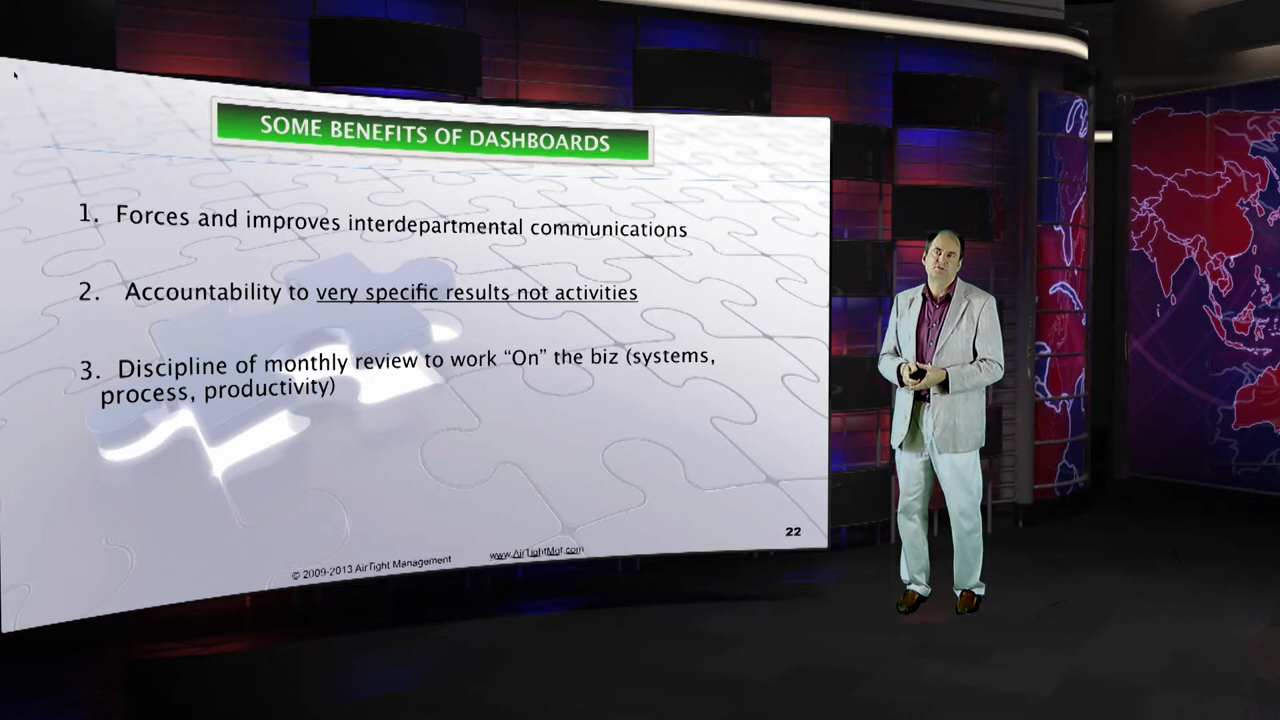 SOME BENEFITS OF DASHBOARDS
1. Forces and improves interdepartmental communications
2. Accountability to very specific results not activities
3. Discipline of monthly review to work “On” the biz (systems,
process, productivity)
22
© 2009-2013 AirTight Management
www.AirTightMgt.com